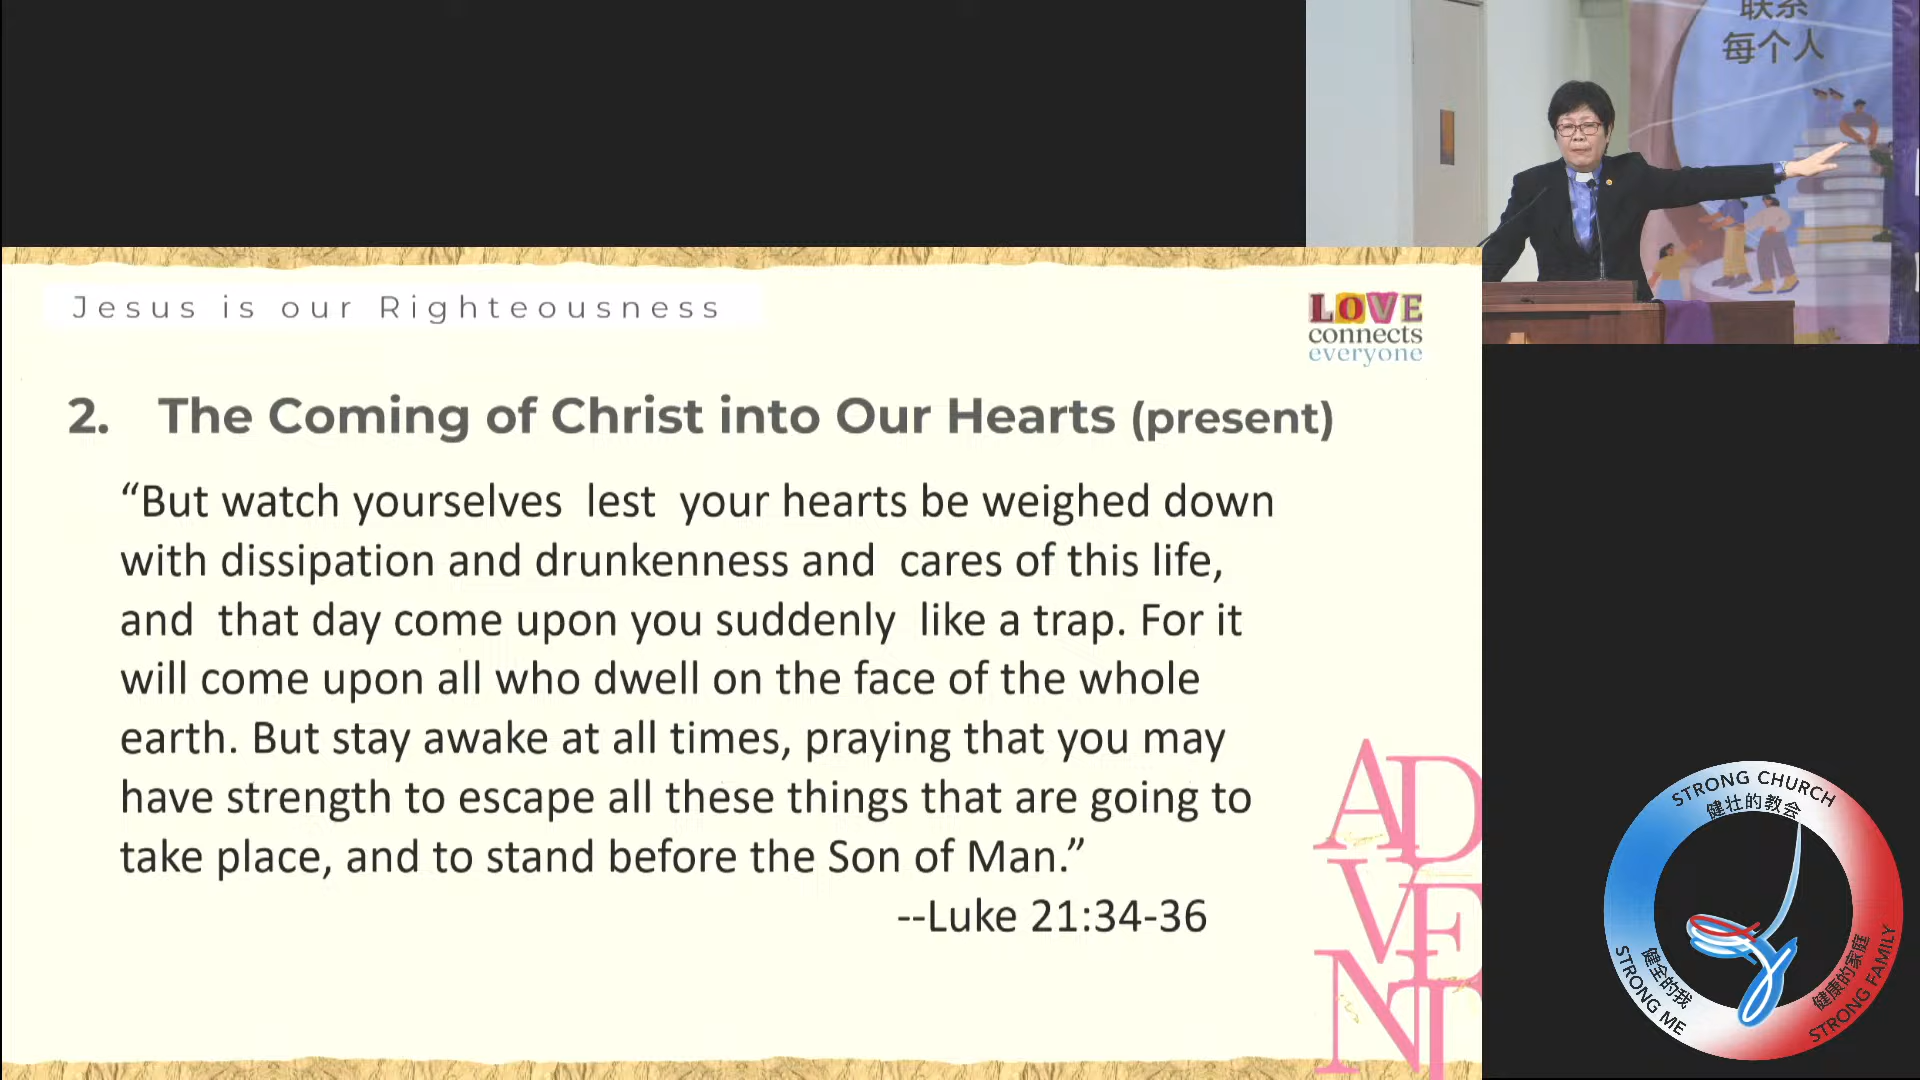 联系
每个人
Jesus is our Righteousness
LOVE
connects
everyone
2. The Coming of Christ into Our Hearts (present)
“But watch yourselves lest your hearts be weighed down
with dissipation and drunkenness and cares of this life,
and that day come upon you suddenly like a trap. For it
will come upon all who dwell on the face of the whole
earth. But stay awake at all times, praying that you may
have strength to escape all these things that are going to
take place, and to stand before the Son of Man.”
--Luke 21:34-36
AD
VE
NT
STRONG CHURCH
健壮的教会
健全的我
STRONG ME
健康的家庭
STRONG FAMILY